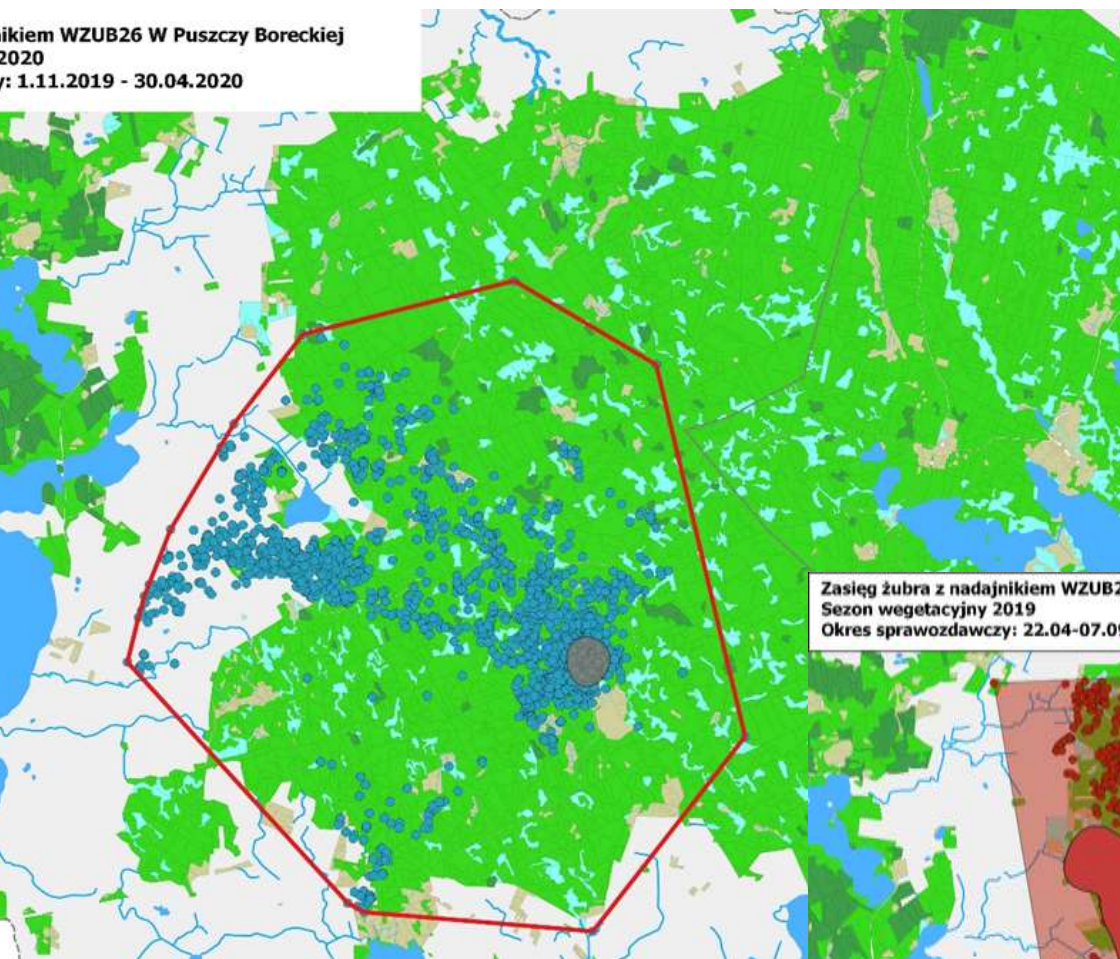 nikiem WZUB26 W Puszczy Boreckiej
2020
y: 1.11.2019 - 30.04.2020
Zasięg żubra z nadajnikiem WZUB2
Sezon wegetacyjny 2019
Okres sprawozdawczy: 22.04-07.09